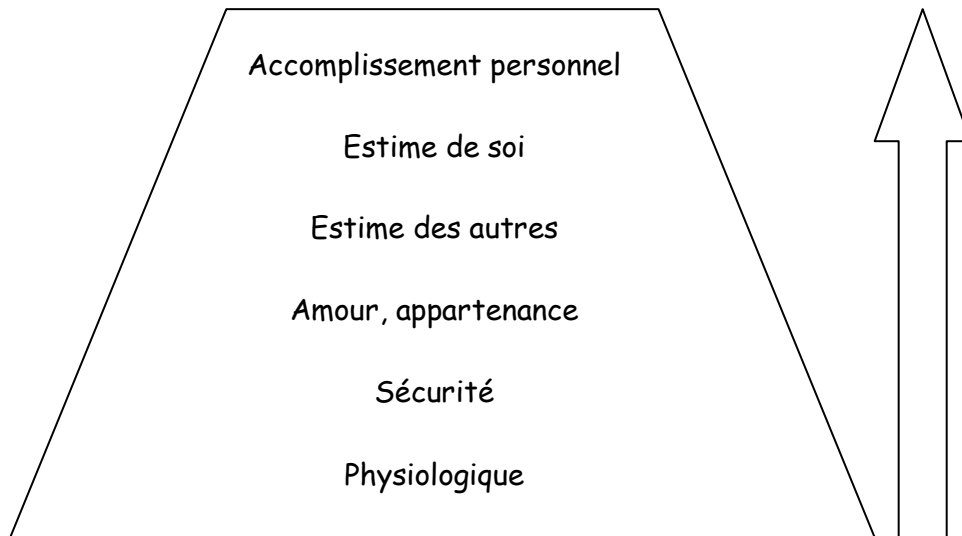 Accomplissement personnel
Estime de soi
Estime des autres
Amour, appartenance
Sécurité
Physiologique